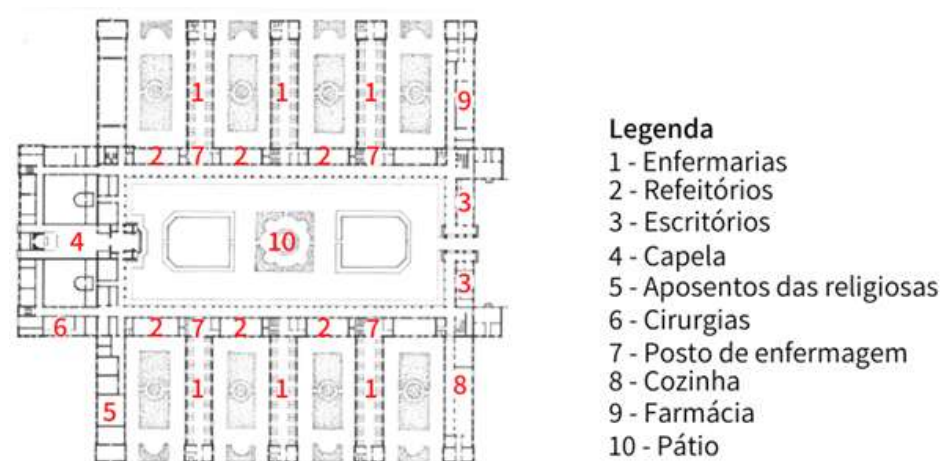 1 1 1 9
2 7 2 2 7
3
4 10
3
6 2 7 2 2 7
5 1 1 1 8
Legenda
1 - Enfermarias
2 - Refeitórios
3 - Escritórios
4 - Capela
5 - Aposentos das religiosas
6 - Cirurgias
7 - Posto de enfermagem
8 - Cozinha
9 - Farmácia
10 - Pátio